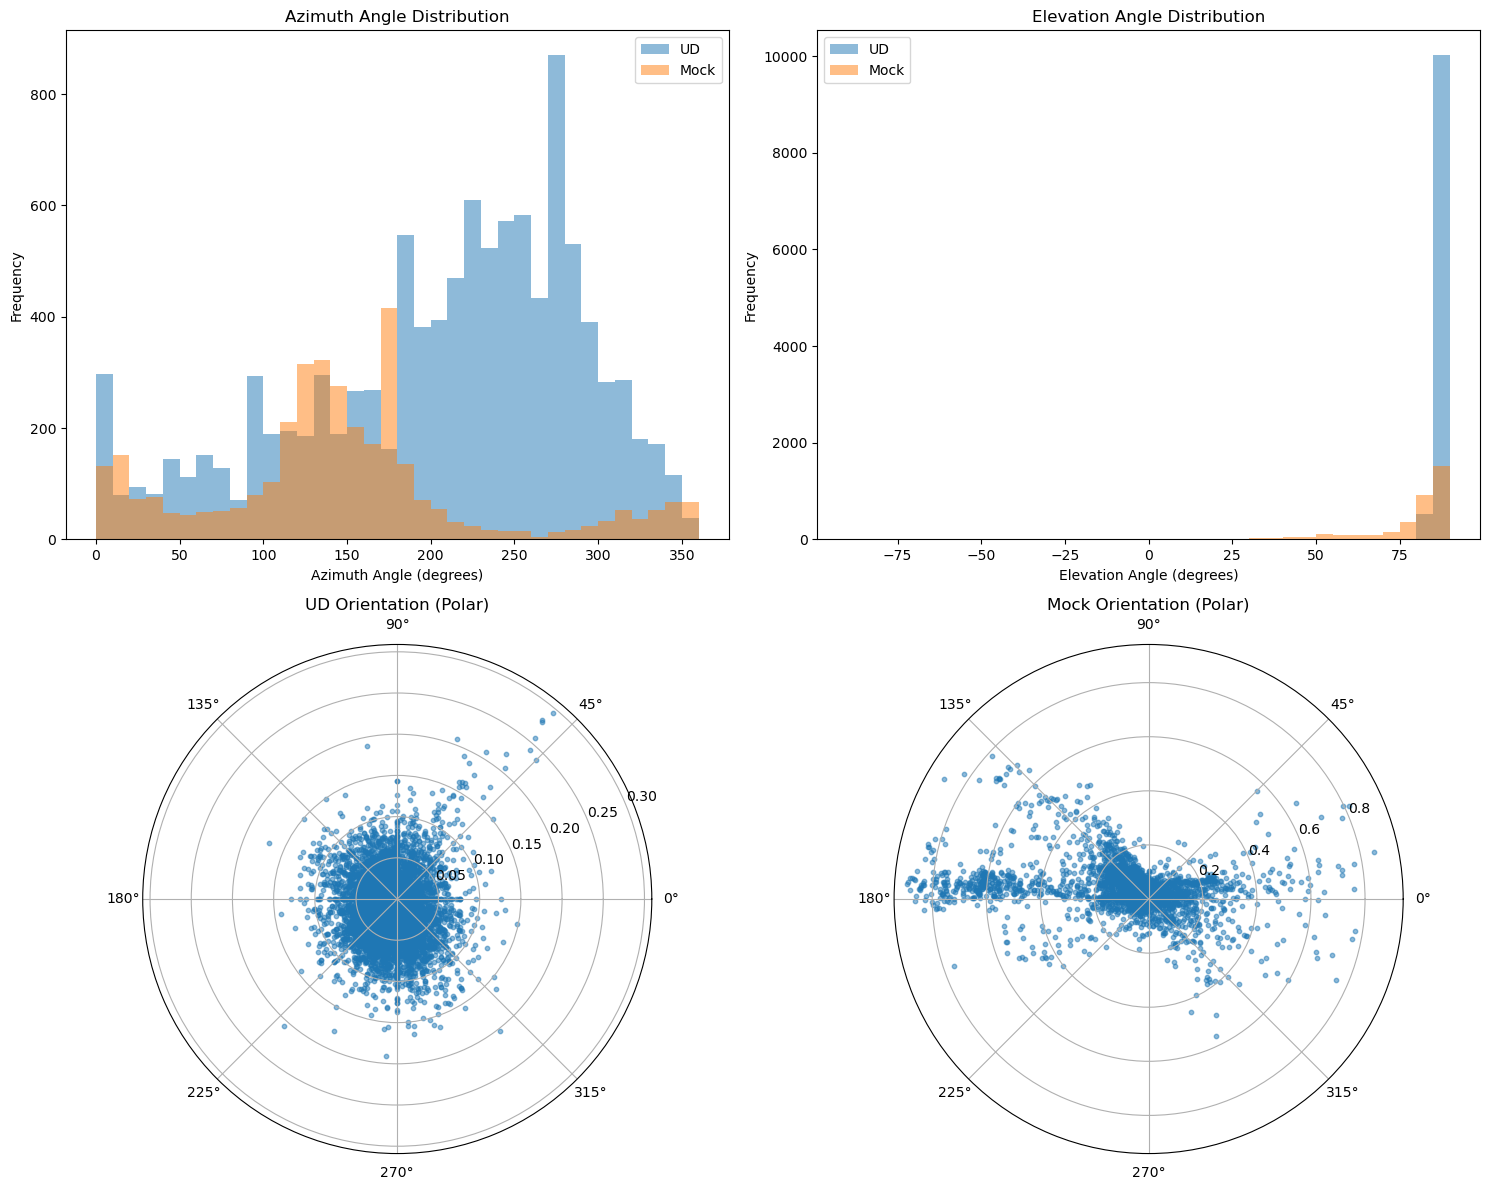 Azimuth Angle Distribution
UD
Mock
800
600
400
200
0
Frequency
0 50 100 150 200 250 300 350
Azimuth Angle (degrees)
Elevation Angle Distribution
UD
Mock
10000
8000
6000
4000
2000
0
Frequency
−75 −50 −25 0 25 50 75
Elevation Angle (degrees)
UD Orientation (Polar)
90°
135° 45°
0.30
0.25
0.20
0.15
0.10
0.05
180° 0°
225° 315°
270°
Mock Orientation (Polar)
90°
135° 45°
0.8
0.6
0.4
0.2
180° 0°
225° 315°
270°